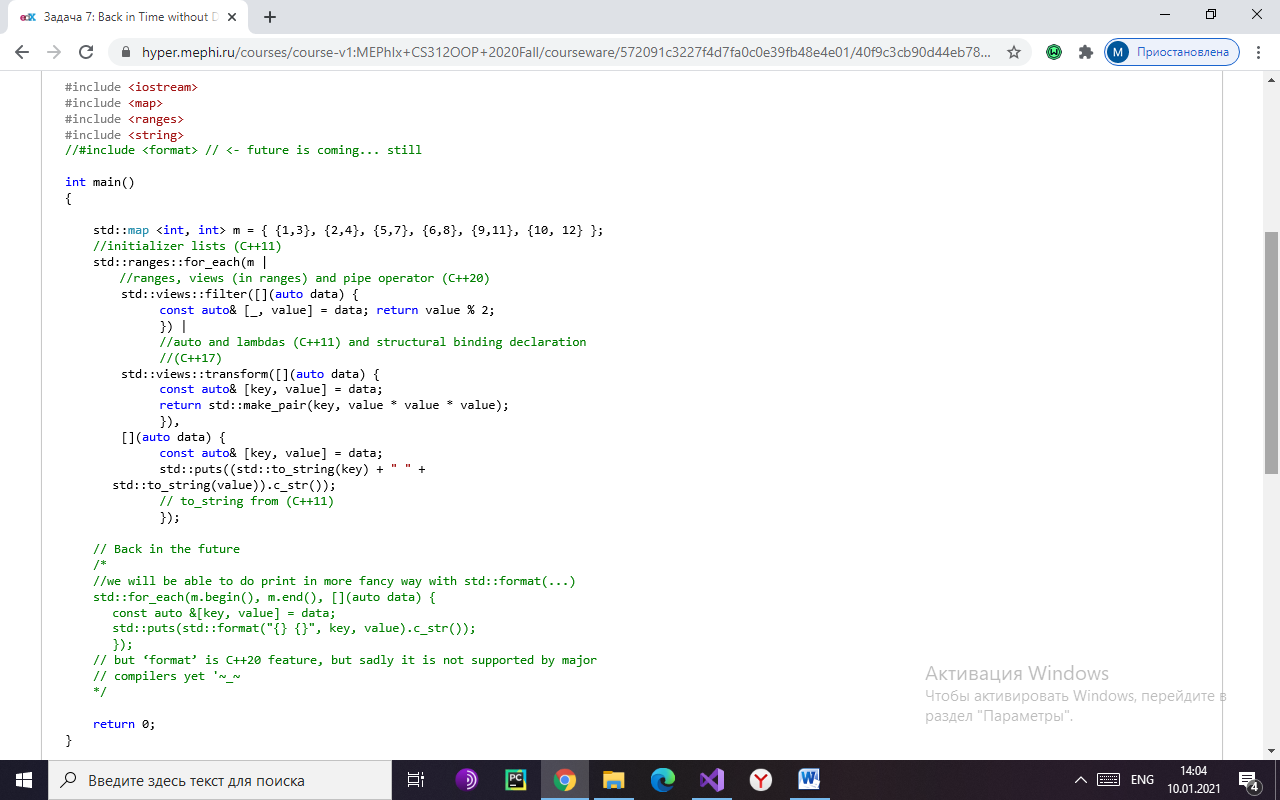 Задача 7: Back in Time without D
hyper.mephi.ru/courses/course-v1:MEPhIx+CS312OOP+2020Fall/courseware/572091c3227f4d7fa0c0e39fb48e4e01/40f9c3cb90d44eb78...
М
Приостановлена
#include <iostream>
#include <map>
#include <ranges>
#include <string>
//#include <format> // <- future is coming... still
int main()
{
std::map <int, int> m = { {1,3}, {2,4}, {5,7}, {6,8}, {9,11}, {10, 12} };
//initializer lists (C++11)
std::ranges::for_each(m |
//ranges, views (in ranges) and pipe operator (C++20)
std::views::filter([](auto data) {
const auto& [_, value] = data; return value % 2;
}) |
//auto and lambdas (C++11) and structural binding declaration
//(C++17)
std::views::transform([](auto data) {
const auto& [key, value] = data;
return std::make_pair(key, value * value * value);
}),
[](auto data) {
const auto& [key, value] = data;
std::puts((std::to_string(key) + " " +
std::to_string(value)).c_str());
// to_string from (C++11)
});
// Back in the future
/*
//we will be able to do print in more fancy way with std::format(...)
std::for_each(m.begin(), m.end(), [](auto data) {
const auto &[key, value] = data;
std::puts(std::format("{} {}", key, value).c_str());
});
// but ‘format’ is C++20 feature, but sadly it is not supported by major
// compilers yet '~_~
*/
return 0;
}
Активация Windows
Чтобы активировать Windows, перейдите в
раздел "Параметры".
Введите здесь текст для поиска
ENG
14:04
10.01.2021
4